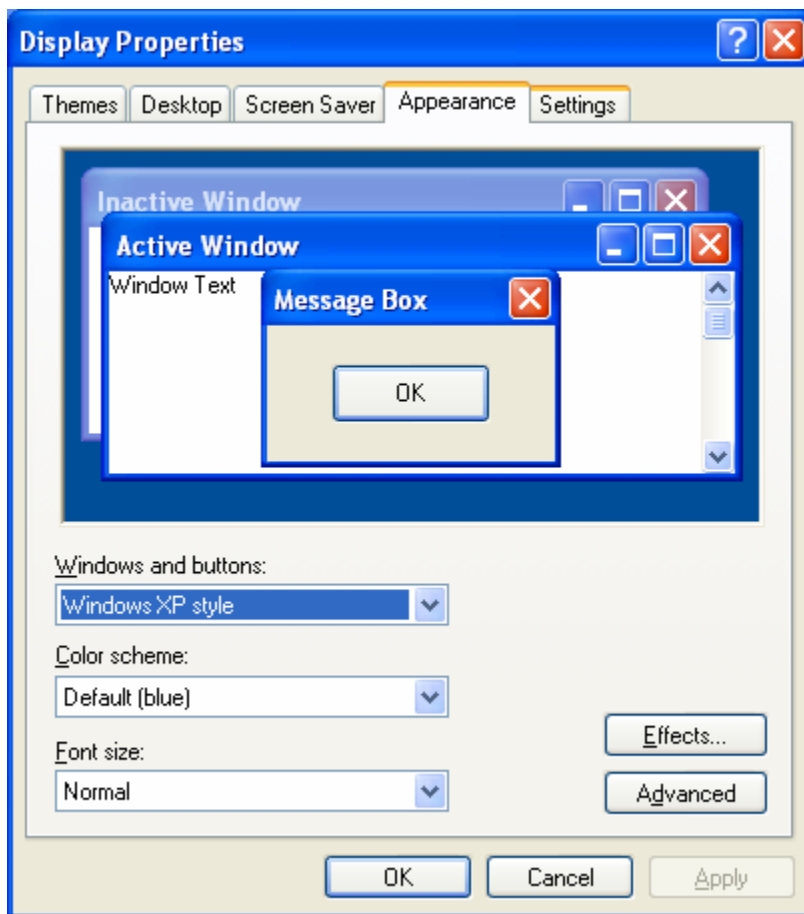 Display Properties
Themes Desktop Screen Saver Appearance Settings
Inactive Window
Active Window
Window Text
Message Box
OK
Windows and buttons:
Windows XP style
Color scheme:
Default (blue)
Effects...
Font size:
Normal
Advanced
OK Cancel Apply